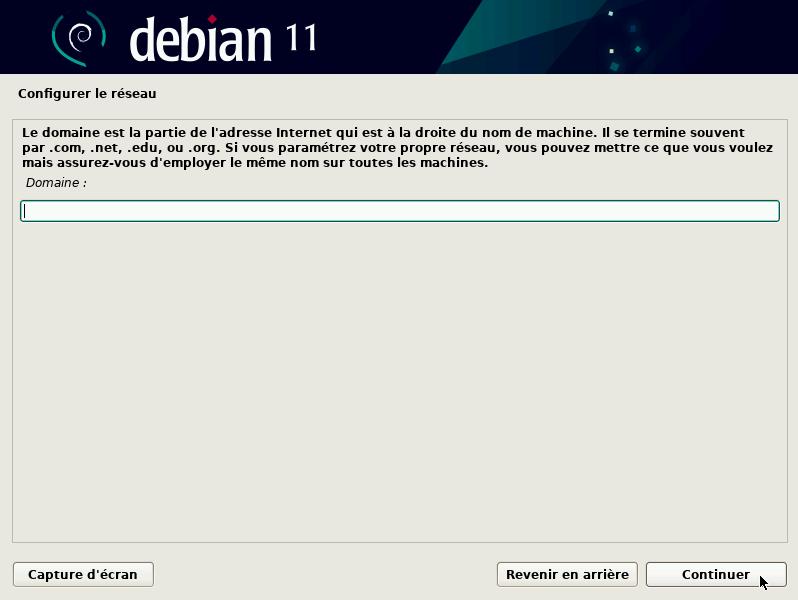 debian 11
Configurer le réseau
Le domaine est la partie de l'adresse Internet qui est à la droite du nom de machine. Il se termine souvent
par .com, .net, .edu, ou .org. Si vous paramétrez votre propre réseau, vous pouvez mettre ce que vous voulez
mais assurez-vous d'employer le même nom sur toutes les machines.
Domaine :
Capture d'écran
Revenir en arrière
Continuer